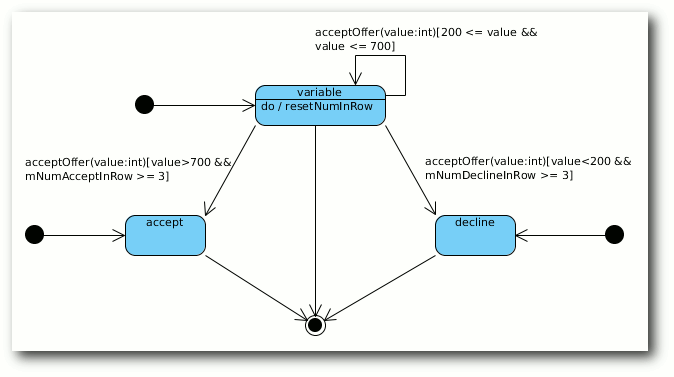 acceptOffer(value:int)[200 <= value &&
value <= 700]
variable
do / resetNumInRow
acceptOffer(value:int)[value>700 &&
mNumAcceptInRow >= 3]
acceptOffer(value:int)[value<200 &&
mNumDeclineInRow >= 3]
accept
decline